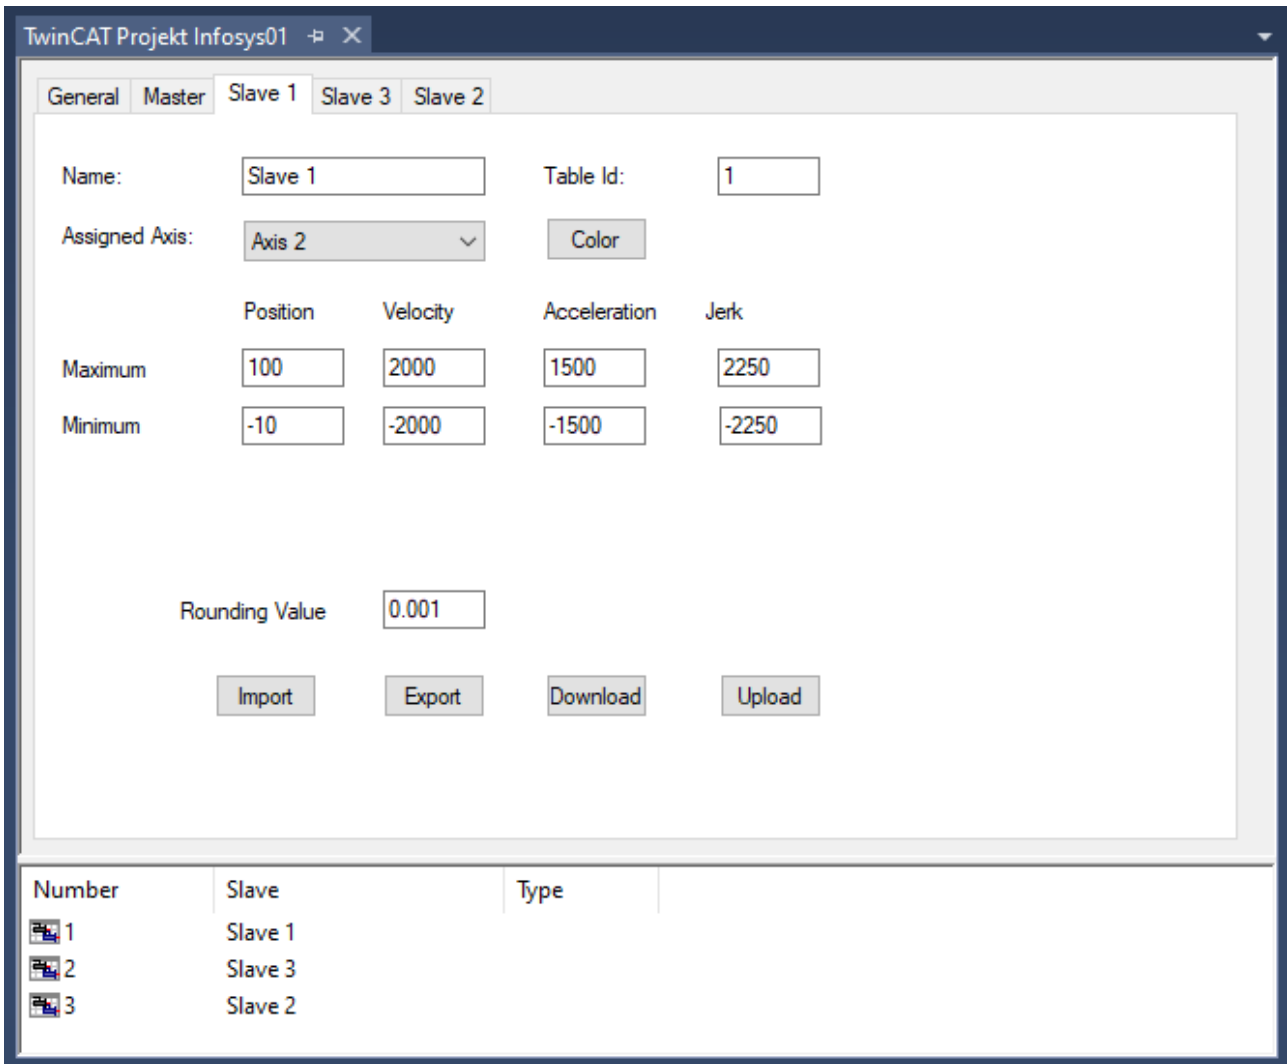 TwinCAT Projekt Infosys01
General Master Slave 1 Slave 3 Slave 2
Name: Slave 1 Table Id: 1
Assigned Axis: Axis 2 Color
Position Velocity Acceleration Jerk
Maximum 100 2000 1500 2250
Minimum -10 -2000 -1500 -2250
Rounding Value 0.001
Import Export Download Upload
Number Slave Type
1 Slave 1
2 Slave 3
3 Slave 2